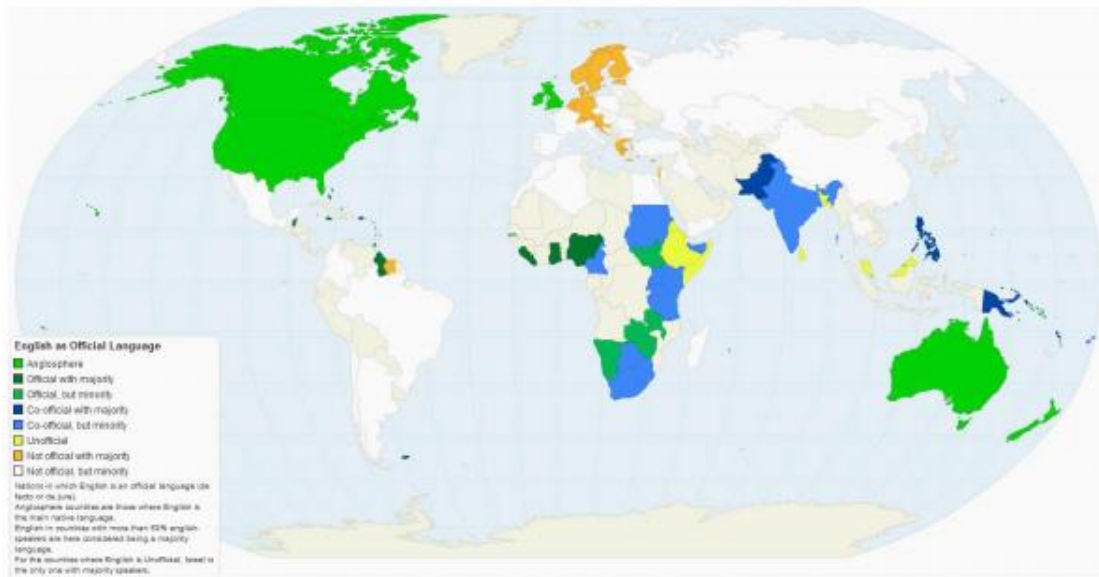 English as Official Language
Anglosphere
Official with majority
Official, but minority
Co-official with majority
Co-official, but minority
Unofficial
Not official with majority
Not official, but minority
Nations in which English is an official language (de
facto or de jure).
Anglosphere countries are those where English is
the main native language.
English in countries with more than 50% english-
speakers are here considered being a majority
language.
For the countries where English is Unofficial, Israel is
the only one with majority speakers.